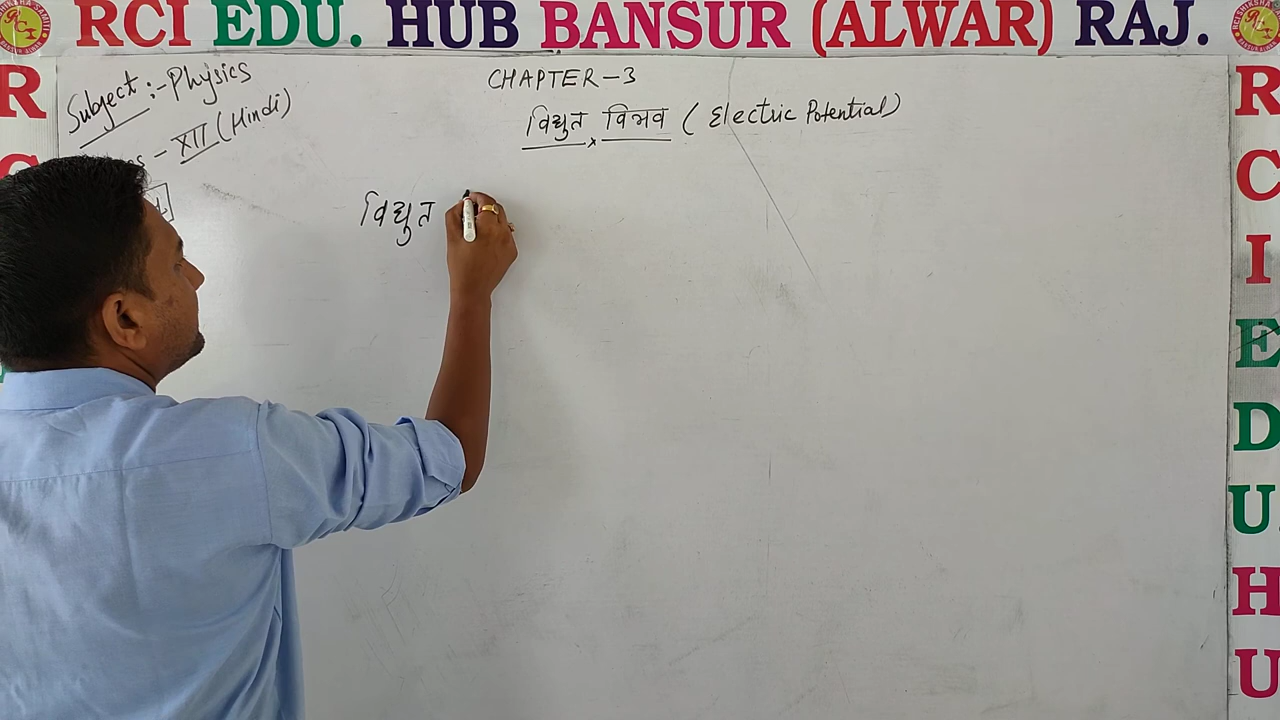 RCI EDU. HUB BANSUR (ALWAR) RAJ.
Subject :- Physics
- XII (Hindi)
CHAPTER-3
विद्युत विभव (Electric Potential)
विद्युत
R
C
I
E
D
U.
H
U
R